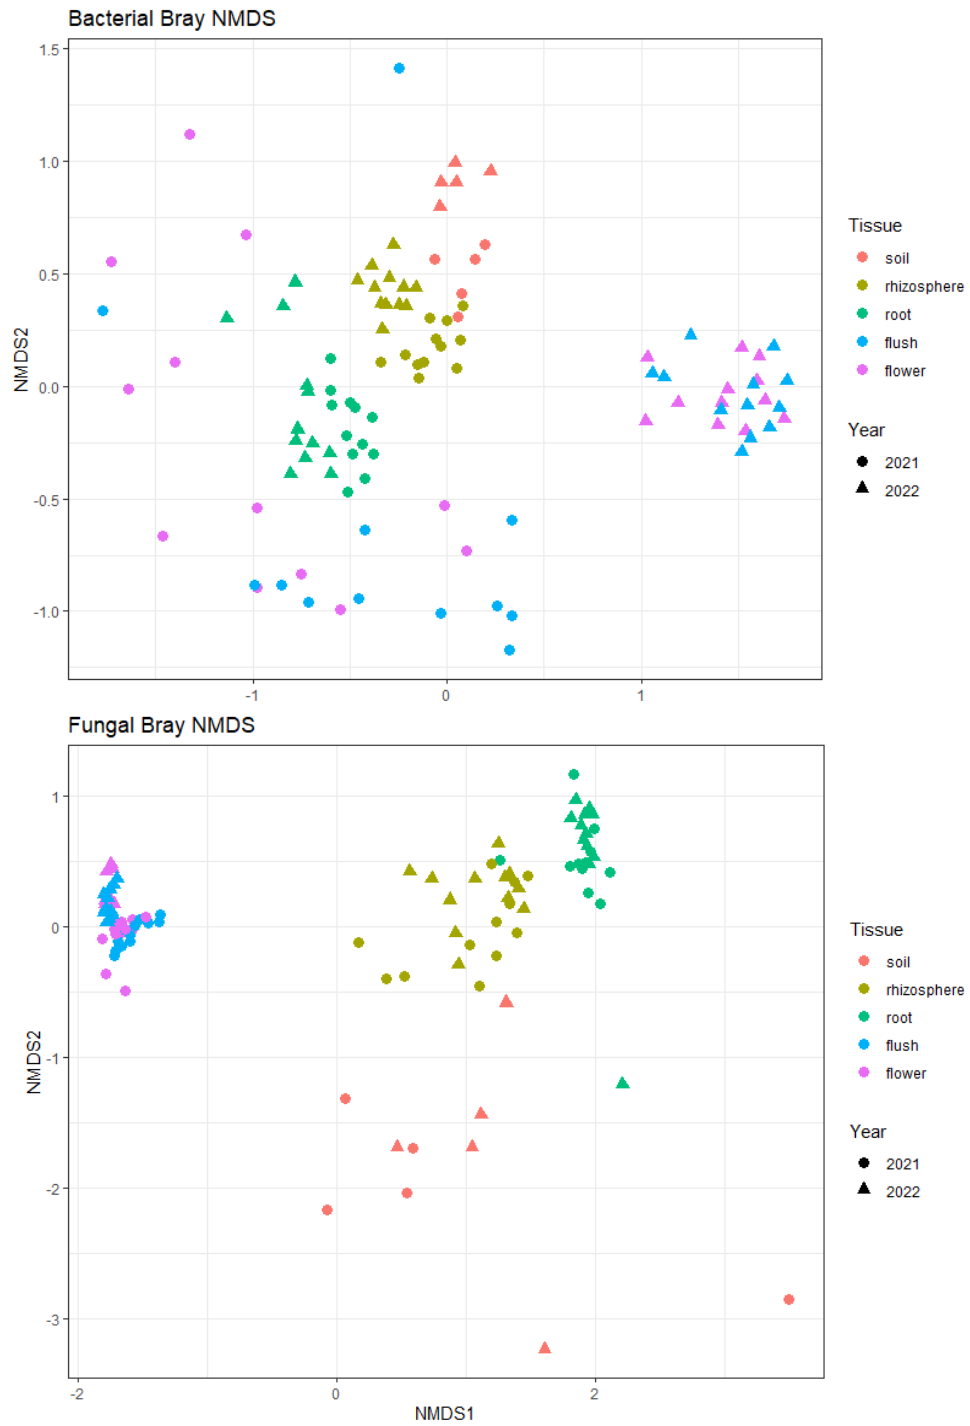 Bacterial Bray NMDS
1.5
1.0
0.5
0.0
-0.5
-1.0
NMDS2
-1
0
1
Tissue
soil
rhizosphere
root
flush
flower
Year
2021
2022
Fungal Bray NMDS
1
0
-1
-2
-3
NMDS2
-2
0
2
NMDS1
Tissue
soil
rhizosphere
root
flush
flower
Year
2021
2022